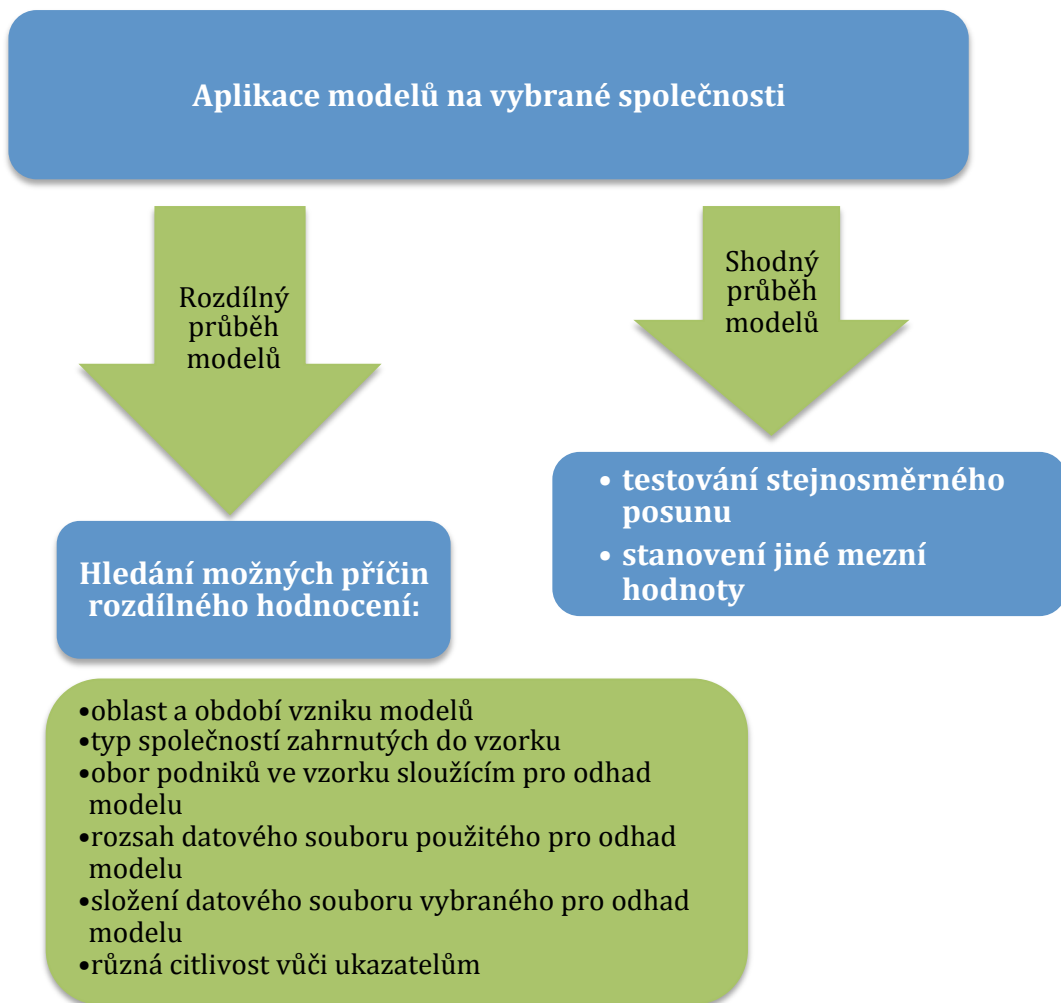 Aplikace modelů na vybrané společnosti
Rozdílný
průběh
modelů
Shodný
průběh
modelů
Hledání možných příčin
rozdílného hodnocení:
• testování stejnosměrného
posunu
• stanovení jiné mezní
hodnoty
•oblast a období vzniku modelů
•typ společností zahrnutých do vzorku
•obor podniků ve vzorku sloužícím pro odhad
modelu
•rozsah datového souboru použitého pro odhad
modelu
•složení datového souboru vybraného pro odhad
modelu
•různá citlivost vůči ukazatelům